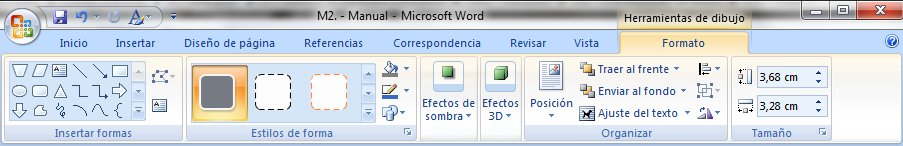 M2. - Manual - Microsoft Word
Herramientas de dibujo
Inicio Insertar Diseño de página Referencias Correspondencia Revisar Vista Formato
Insertar formas
Estilos de forma
Efectos de sombra
Efectos 3D
Posición
Traer al frente
Enviar al fondo
Ajuste del texto
Organizar
3,68 cm
3,28 cm
Tamaño